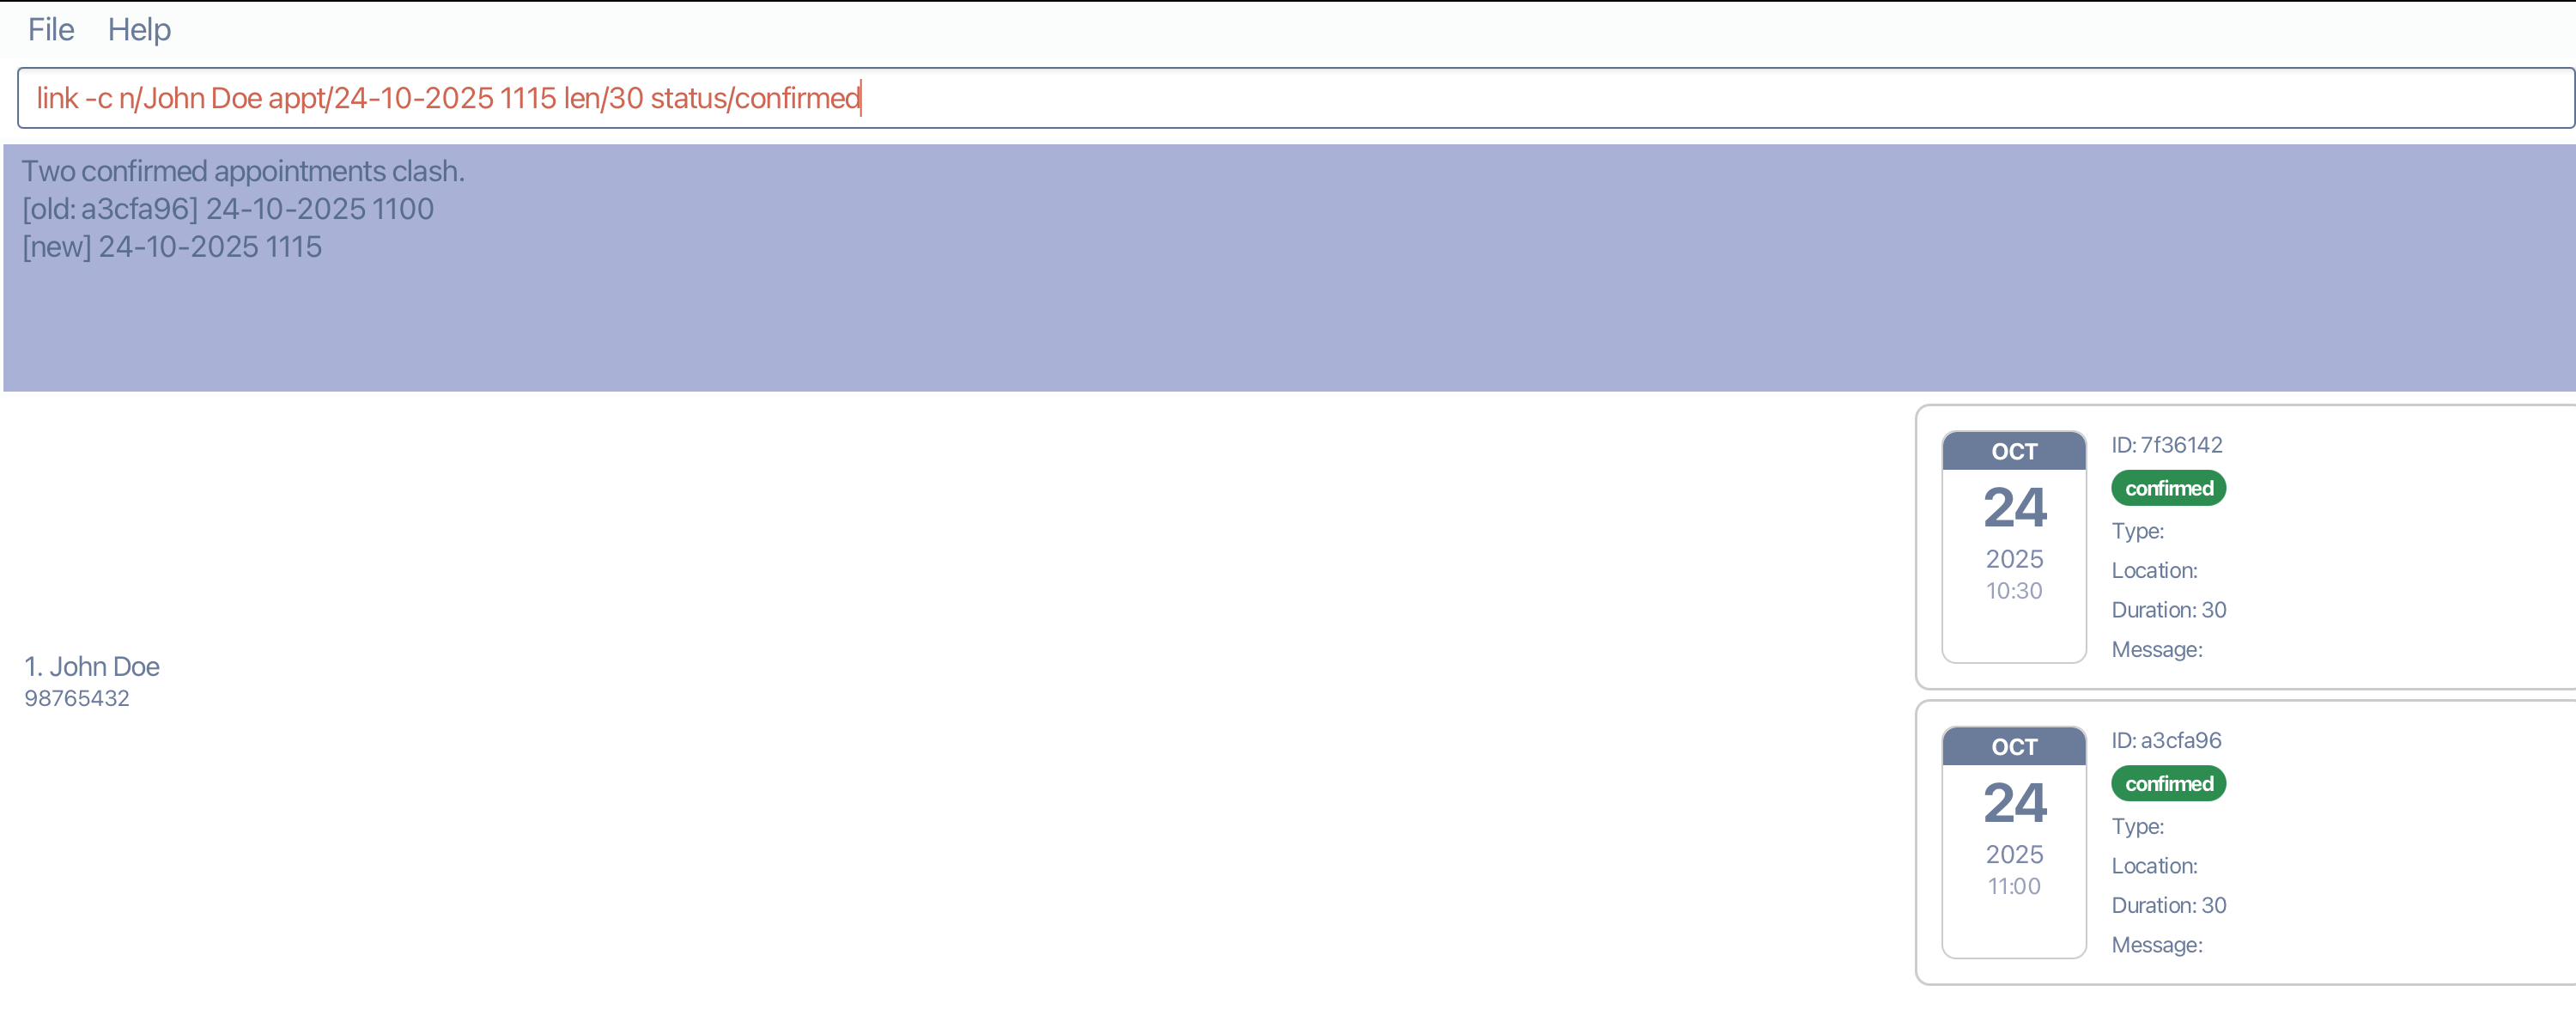 File Help
link -c n/John Doe appt/24-10-2025 1115 len/30 status/confirmed
Two confirmed appointments clash.
[old: a3cfa96] 24-10-2025 1100
[new] 24-10-2025 1115
1. John Doe
98765432
OCT
24
2025
10:30
ID: 7f36142
confirmed
Type:
Location:
Duration: 30
Message:
OCT
24
2025
11:00
ID: a3cfa96
confirmed
Type:
Location:
Duration: 30
Message: